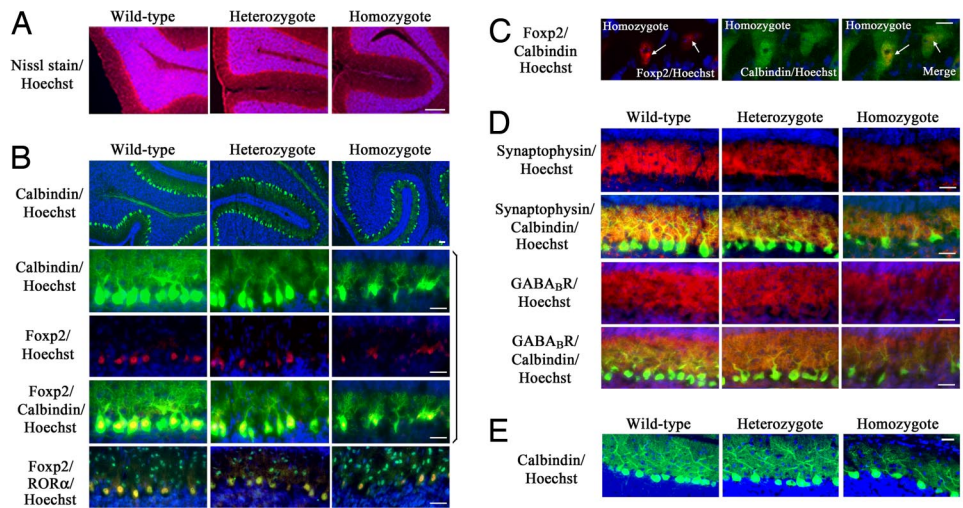 A
Wild-type
Heterozygote
Homozygote
Nissl stain/
Hoechst
B
Wild-type
Heterozygote
Homozygote
Calbindin/
Hoechst
Calbindin/
Hoechst
Foxp2/
Hoechst
Foxp2/
Calbindin/
Hoechst
Foxp2/
RORα/
Hoechst
C
Foxp2/
Calbindin
Hoechst
Homozygote
Foxp2/Hoechst
Homozygote
Calbindin/Hoechst
Homozygote
Merge
D
Wild-type
Heterozygote
Homozygote
Synaptophysin/
Hoechst
Synaptophysin/
Calbindin/
Hoechst
GABABR/
Hoechst
GABABR/
Calbindin/
Hoechst
E
Wild-type
Heterozygote
Homozygote
Calbindin/
Hoechst